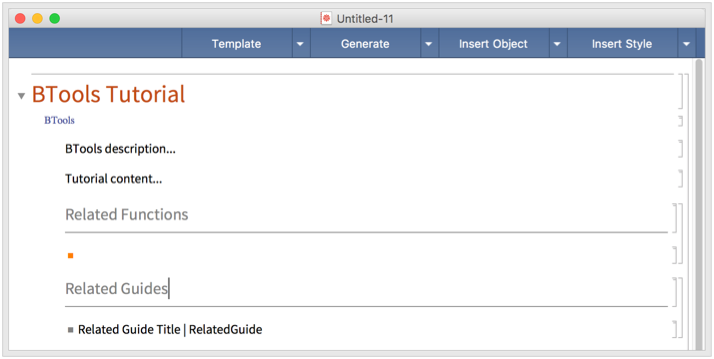 Untitled-11
Template Generate Insert Object Insert Style
BTools Tutorial
BTools
BTools description...
Tutorial content...
Related Functions
Related Guides
Related Guide Title | RelatedGuide